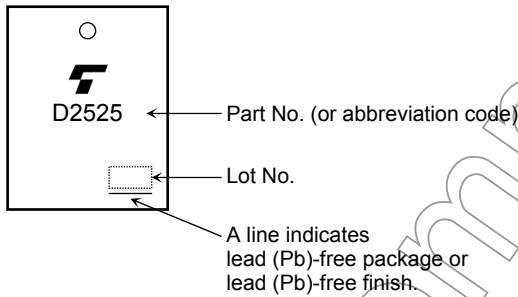 D2525
Part No. (or abbreviation code)
Lot No.
A line indicates
lead (Pb)-free package or
lead (Pb)-free finish.